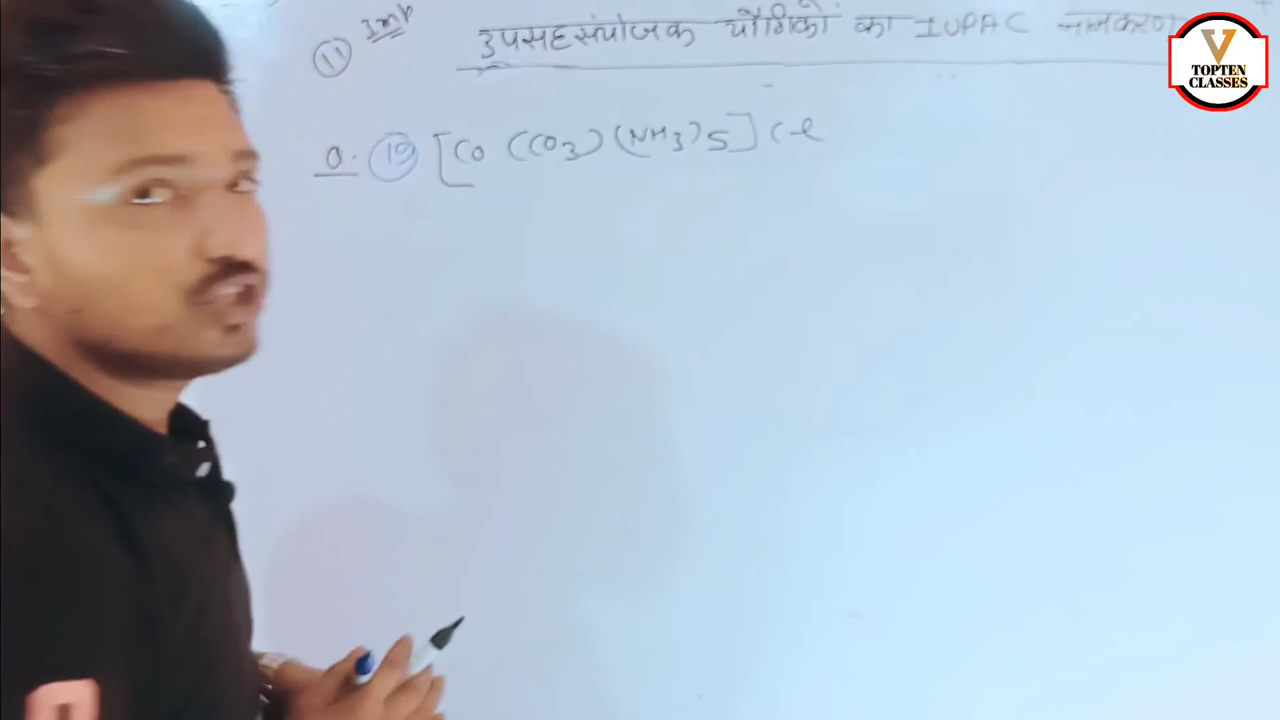 (11) Imp उपसहसंयोजक यौगिकों का IUPAC नामकरण
Q. (19) [Co (CO3) (NH3)5] Cl
V
TOPTEN
CLASSES